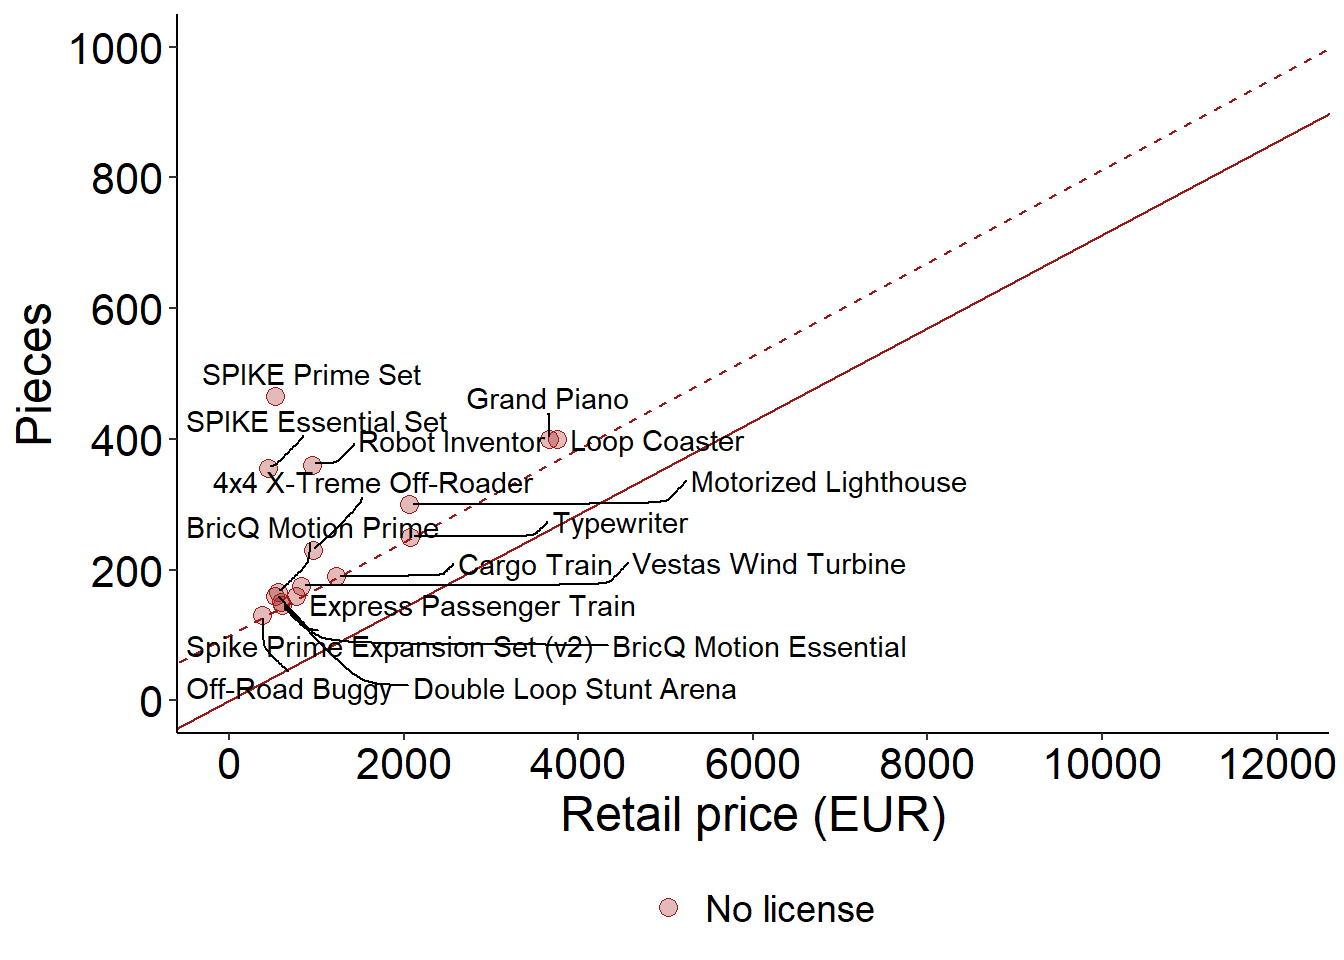 1000
800
600
400
200
0
Pieces
SPIKE Prime Set
Grand Piano
SPIKE Essential Set
Robot Inventor
Loop Coaster
4x4 X-Treme Off-Roader
Motorized Lighthouse
BricQ Motion Prime
Typewriter
Cargo Train
Vestas Wind Turbine
Express Passenger Train
Spike Prime Expansion Set (v2)
BricQ Motion Essential
Off-Road Buggy
Double Loop Stunt Arena
0 2000 4000 6000 8000 10000 12000
Retail price (EUR)
No license